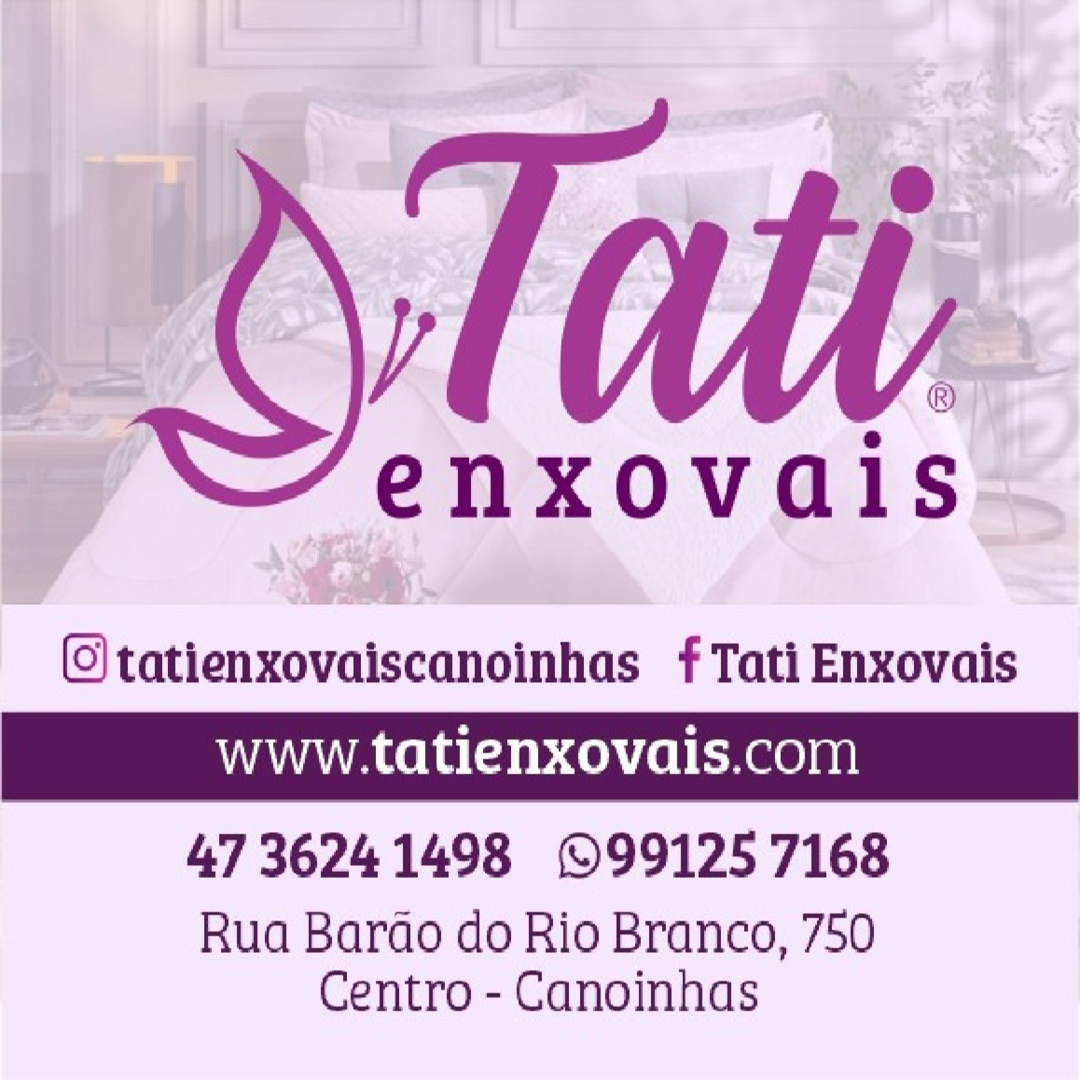 Tati
®
enxovais
tatienxovaiscanoinhas f Tati Enxovais
www.tatienxovais.com
47 3624 1498 99125 7168
Rua Barão do Rio Branco, 750
Centro - Canoinhas